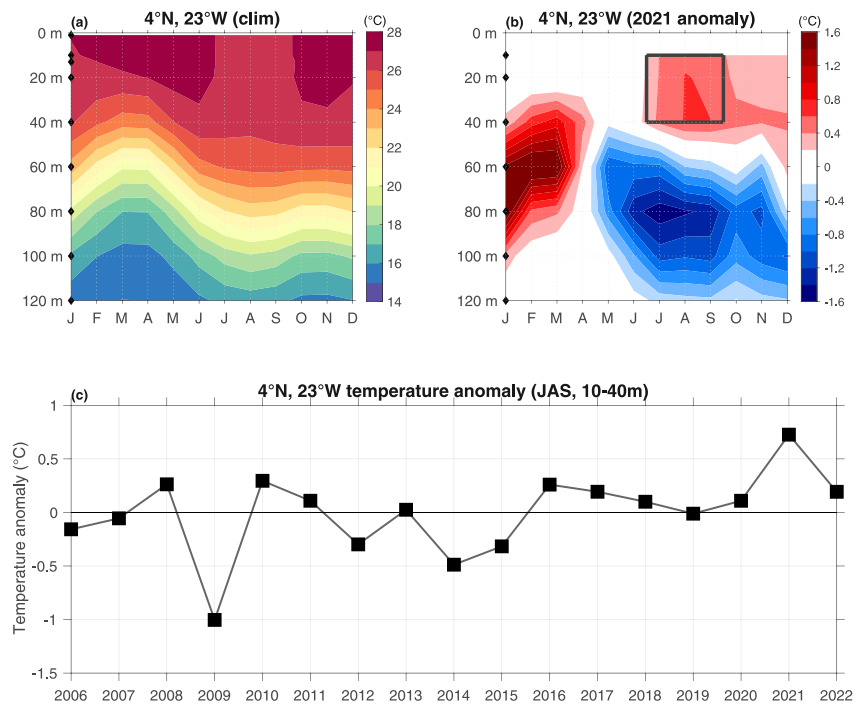 (a) 4°N, 23°W (clim) (°C)
(b) 4°N, 23°W (2021 anomaly) (°C)
0 m
20 m
40 m
60 m
80 m
100 m
120 m
J F M A M J J A S O N D
28
26
24
22
20
18
16
14
0 m
20 m
40 m
60 m
80 m
100 m
120 m
J F M A M J J A S O N D
1.6
1.2
0.8
0.4
0
-0.4
-0.8
-1.2
-1.6
(c) 4°N, 23°W temperature anomaly (JAS, 10-40m)
Temperature anomaly (°C)
1
0.5
0
-0.5
-1
-1.5
2006 2007 2008 2009 2010 2011 2012 2013 2014 2015 2016 2017 2018 2019 2020 2021 2022